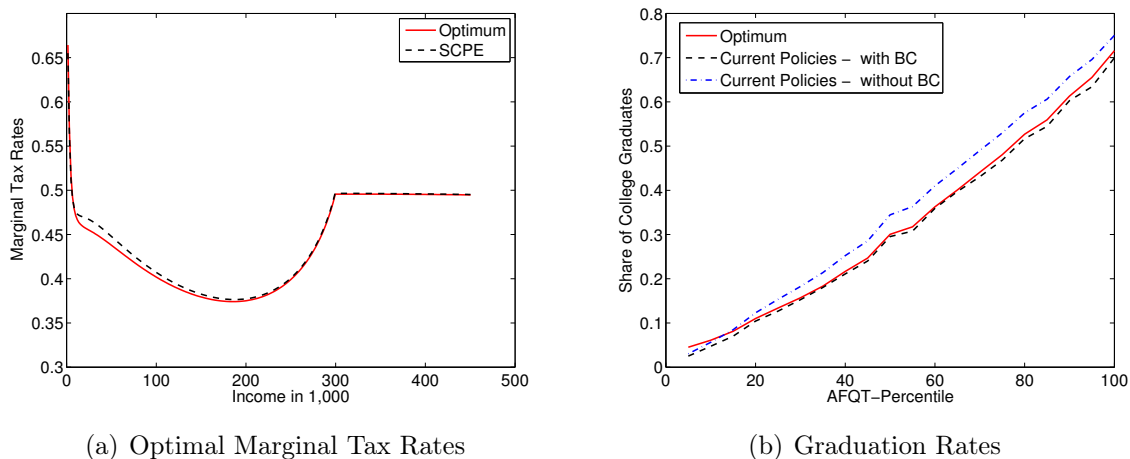 Optimum
SCPE
0.65
0.6
0.55
0.5
0.45
0.4
0.35
0.3
Marginal Tax Rates
0
100
200
300
400
500
Income in 1,000
(a) Optimal Marginal Tax Rates
Optimum
Current Policies – with BC
Current Policies – without BC
0.8
0.7
0.6
0.5
0.4
0.3
0.2
0.1
0
Share of College Graduates
0
20
40
60
80
100
AFQT–Percentile
(b) Graduation Rates